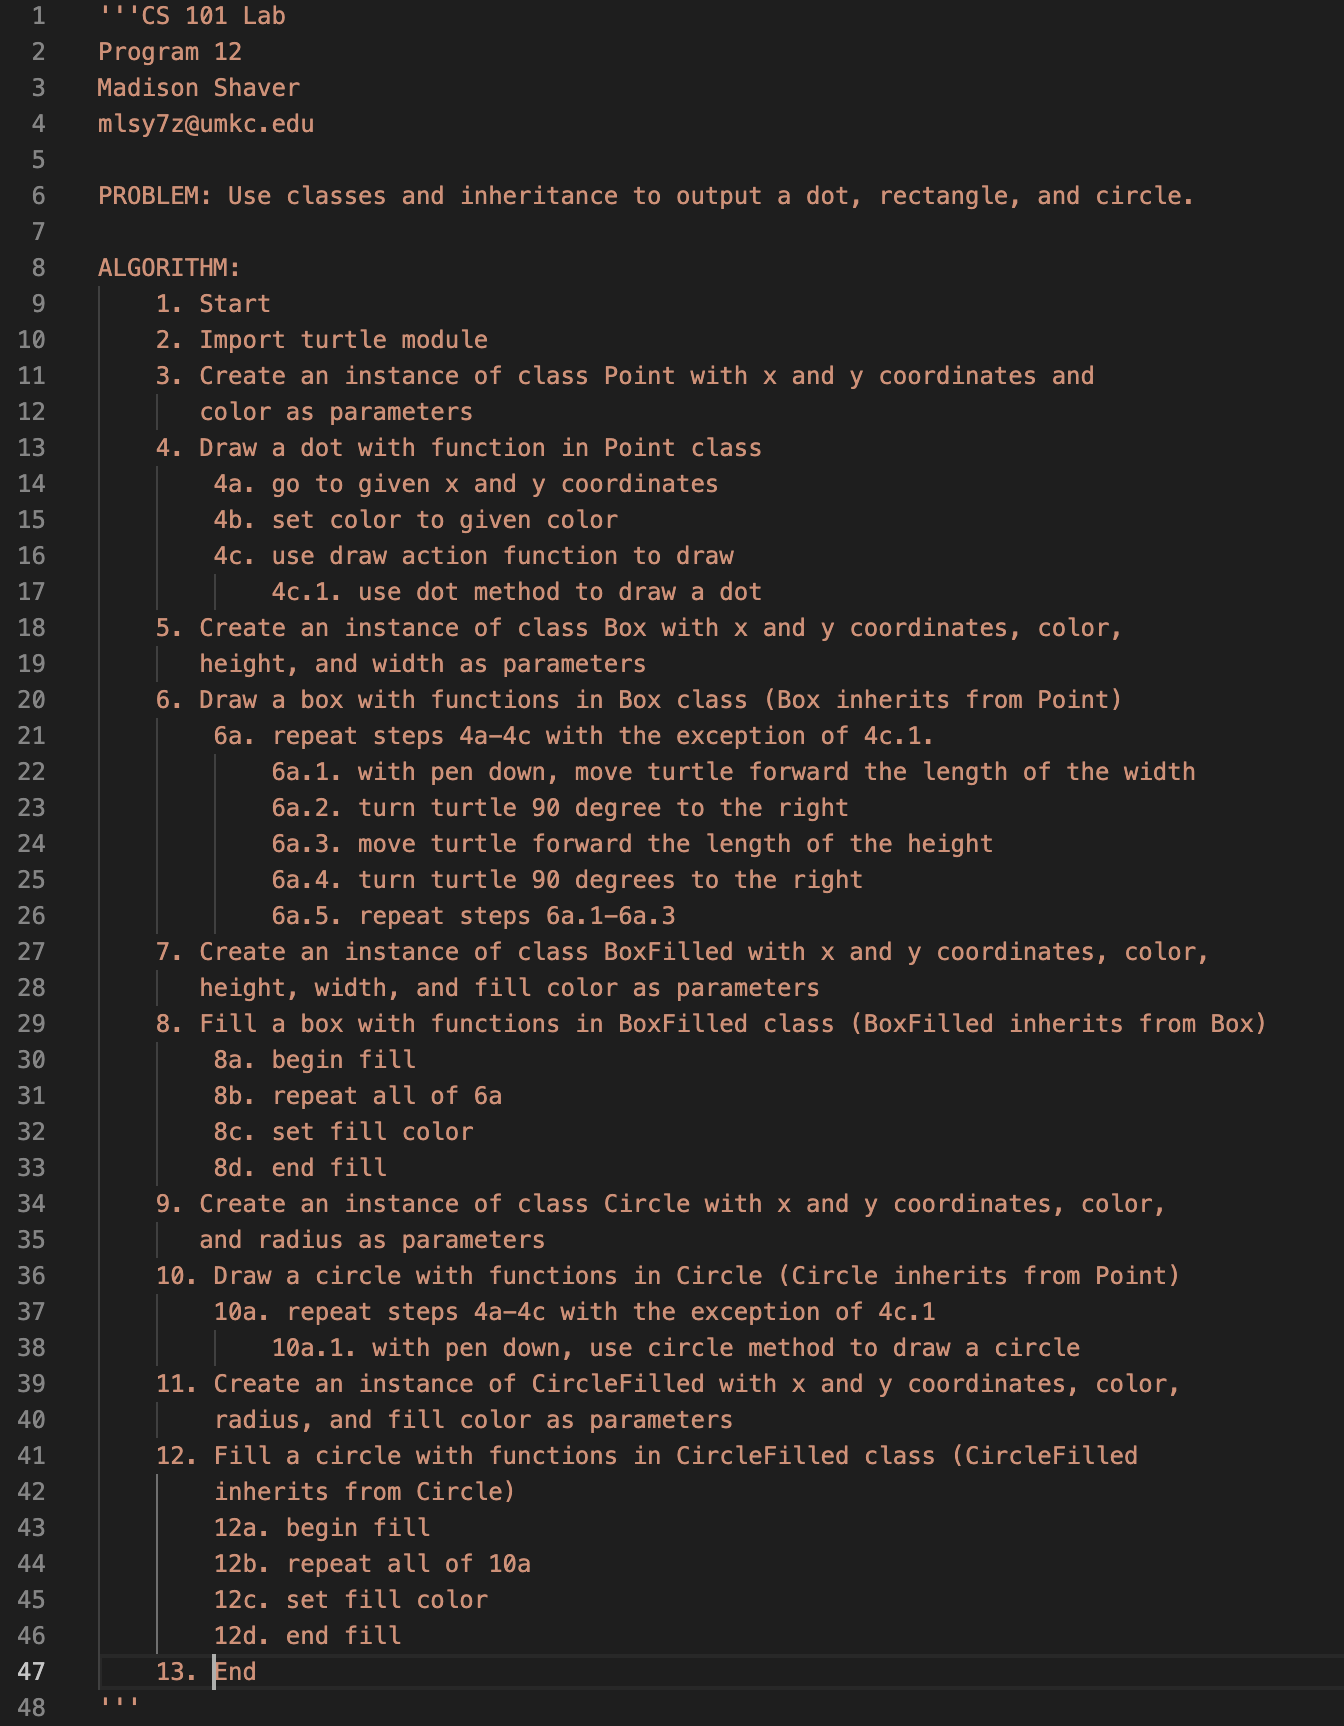 1 '''CS 101 Lab
2 Program 12
3 Madison Shaver
4 mlsy7z@umkc.edu
5
6 PROBLEM: Use classes and inheritance to output a dot, rectangle, and circle.
7
8 ALGORITHM:
9 1. Start
10 2. Import turtle module
11 3. Create an instance of class Point with x and y coordinates and
12 color as parameters
13 4. Draw a dot with function in Point class
14 4a. go to given x and y coordinates
15 4b. set color to given color
16 4c. use draw action function to draw
17 4c.1. use dot method to draw a dot
18 5. Create an instance of class Box with x and y coordinates, color,
19 height, and width as parameters
20 6. Draw a box with functions in Box class (Box inherits from Point)
21 6a. repeat steps 4a-4c with the exception of 4c.1.
22 6a.1. with pen down, move turtle forward the length of the width
23 6a.2. turn turtle 90 degree to the right
24 6a.3. move turtle forward the length of the height
25 6a.4. turn turtle 90 degrees to the right
26 6a.5. repeat steps 6a.1-6a.3
27 7. Create an instance of class BoxFilled with x and y coordinates, color,
28 height, width, and fill color as parameters
29 8. Fill a box with functions in BoxFilled class (BoxFilled inherits from Box)
30 8a. begin fill
31 8b. repeat all of 6a
32 8c. set fill color
33 8d. end fill
34 9. Create an instance of class Circle with x and y coordinates, color,
35 and radius as parameters
36 10. Draw a circle with functions in Circle (Circle inherits from Point)
37 10a. repeat steps 4a-4c with the exception of 4c.1
38 10a.1. with pen down, use circle method to draw a circle
39 11. Create an instance of CircleFilled with x and y coordinates, color,
40 radius, and fill color as parameters
41 12. Fill a circle with functions in CircleFilled class (CircleFilled
42 inherits from Circle)
43 12a. begin fill
44 12b. repeat all of 10a
45 12c. set fill color
46 12d. end fill
47 13. End
48 '''